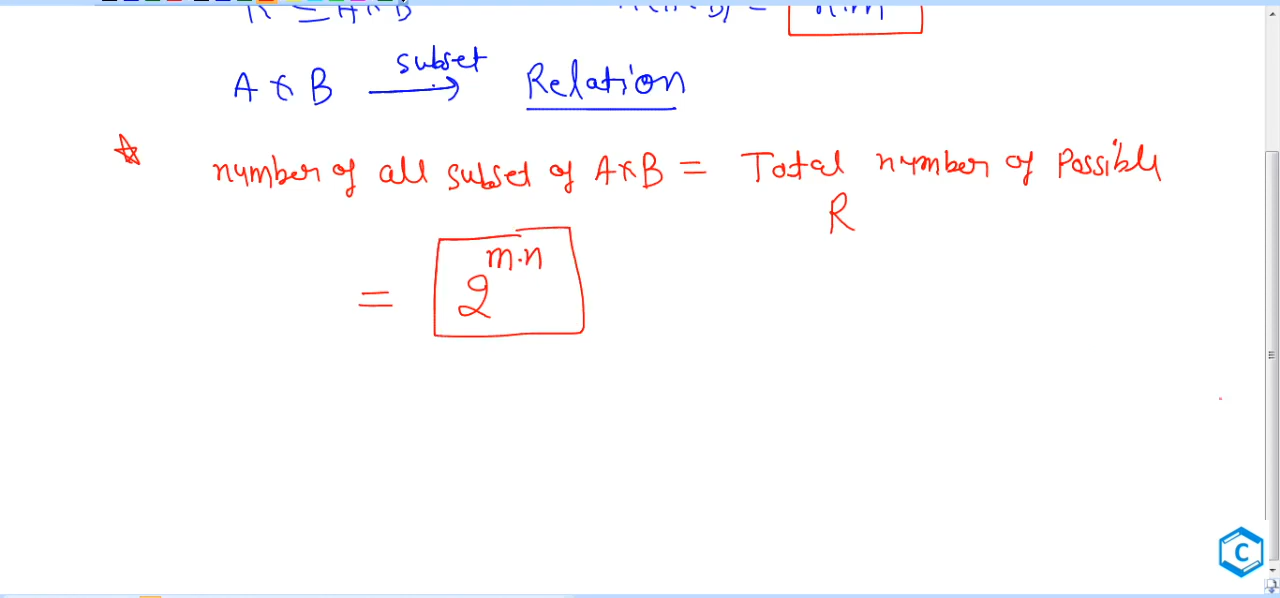 A × B subset → Relation
☆ number of all subset of A×B = Total number of Possible
R
= 2^{m·n}
C